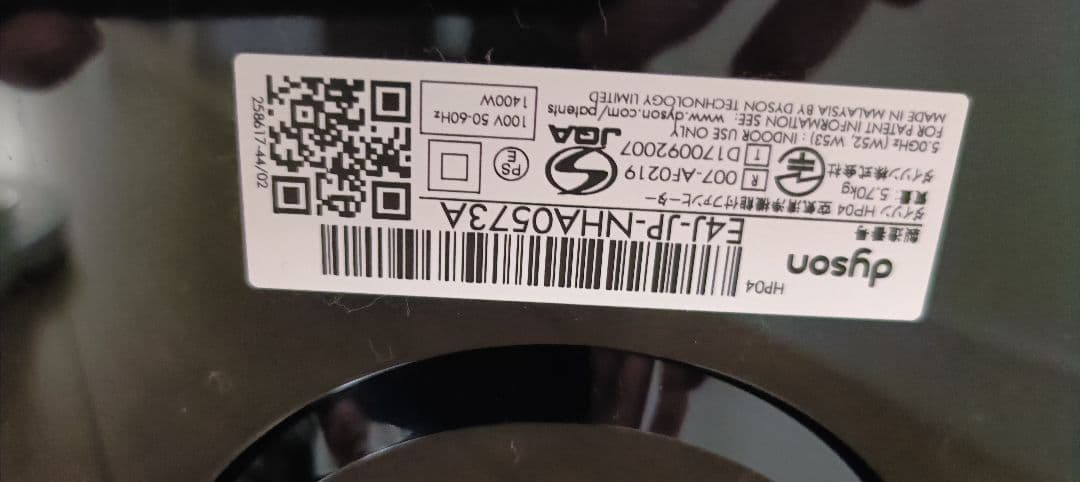 dyson
HP04
製造番号
E4J-JP-NHA0573A
ダイソン HP04 空気清浄機能付ファンヒーター
質量: 5.70kg
ダイソン株式会社
R 007-AF0219
T D170092007
PS
E
JQA
5.0GHz (W52, W53) : INDOOR USE ONLY
FOR PATENT INFORMATION SEE: www.dyson.com/patents
MADE IN MALAYSIA BY DYSON TECHNOLOGY LIMITED
100V 50-60Hz
1400W
258617-44/02